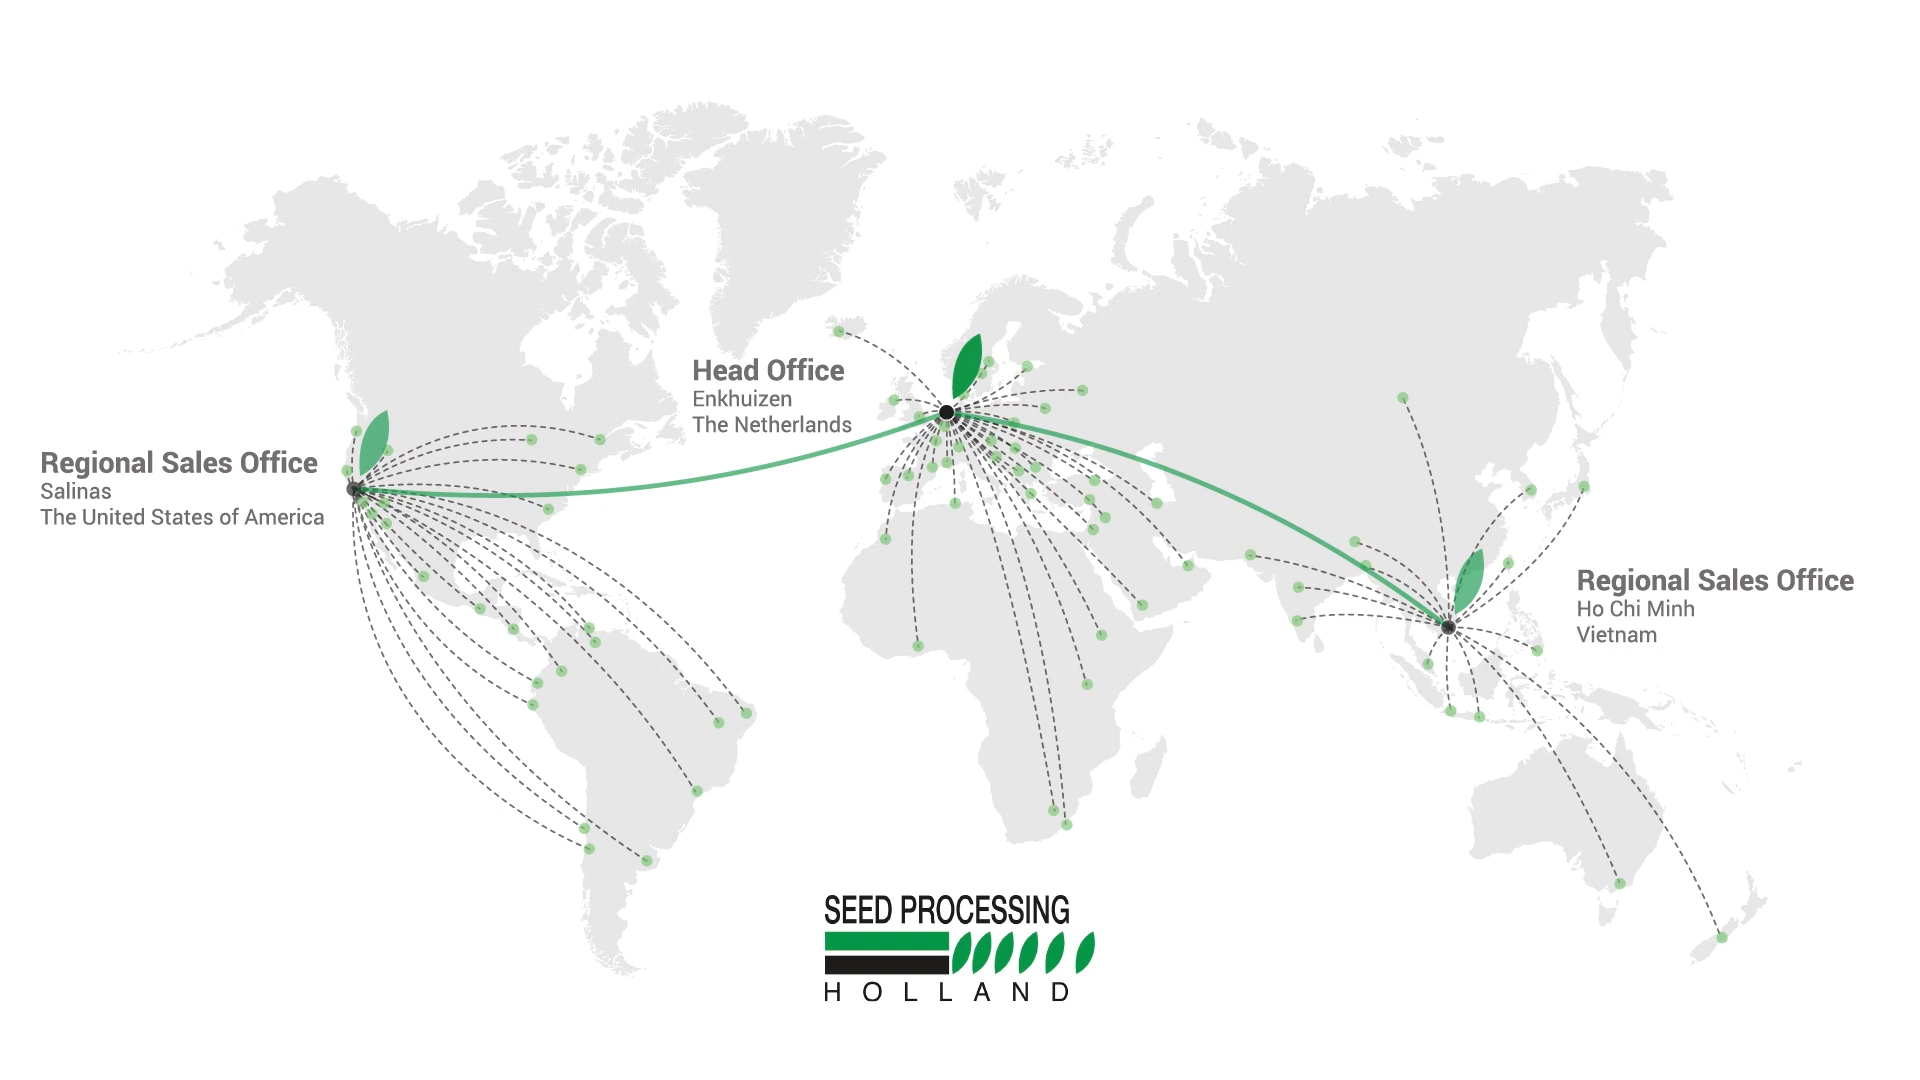 Head Office
Enkhuizen
The Netherlands
Regional Sales Office
Salinas
The United States of America
Regional Sales Office
Ho Chi Minh
Vietnam
SEED PROCESSING
HOLLAND